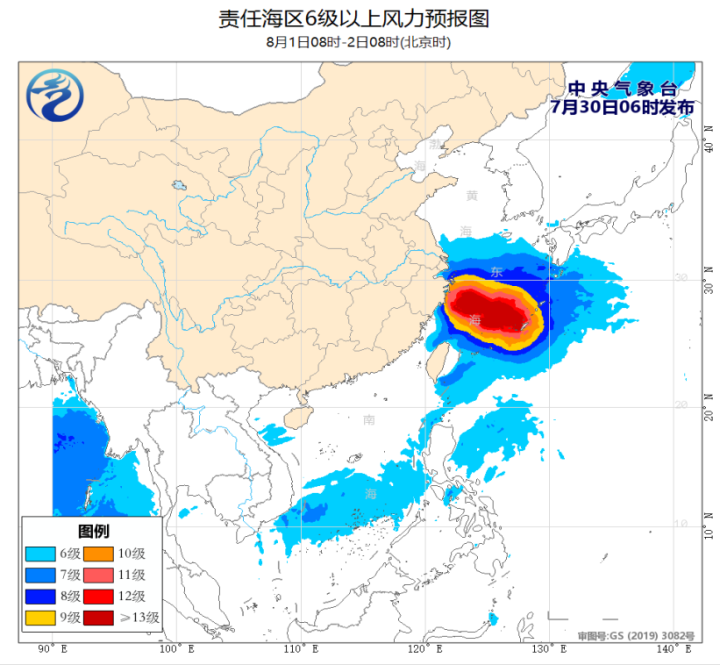 责任海区6级以上风力预报图
8月1日08时-2日08时(北京时)
中央气象台
7月30日06时发布
渤
海
黄
海
东
海
南
海
40°N
30°N
20°N
10°N
30
20
10
图例
6级 10级
7级 11级
8级 12级
9级 ≥13级
审图号:GS (2019) 3082号
90° E 100° E 110° E 120° E 130° E 140° E